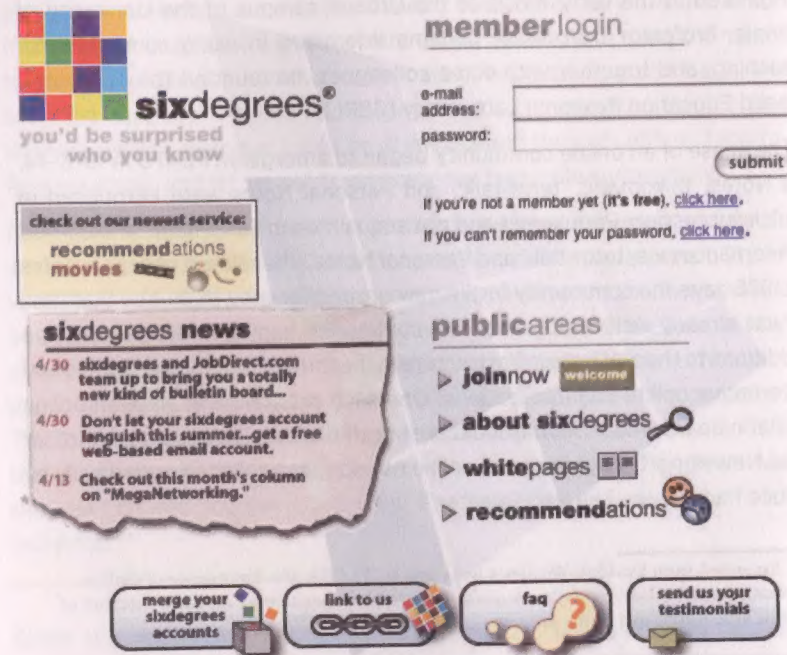 sixdegrees®
you'd be surprised
who you know
memberlogin
e-mail
address:
password:
submit
If you're not a member yet (it's free), click here.
If you can't remember your password, click here.
check out our newest service:
recommendations
movies
sixdegrees news
4/30 sixdegrees and JobDirect.com
team up to bring you a totally
new kind of bulletin board...
4/30 Don't let your sixdegrees account
languish this summer...get a free
web-based email account.
4/13 Check out this month's column
on "MegaNetworking."
publicareas
joinnow welcome
about sixdegrees
whitepages
recommendations
merge your
sixdegrees
accounts
link to us
faq
?
send us your
testimonials